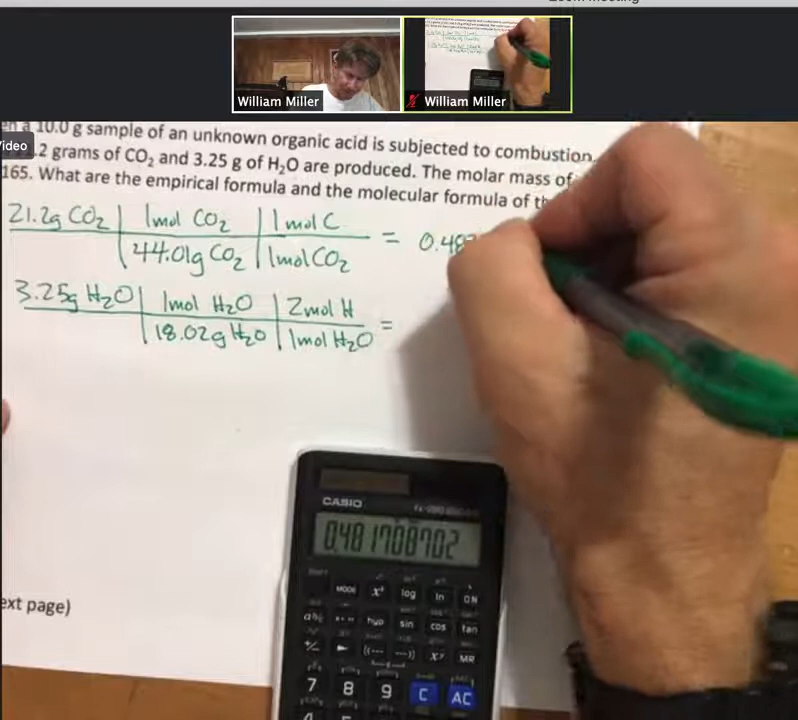 William Miller
William Miller
Video
en a 10.0 g sample of an unknown organic acid is subjected to combustion
.2 grams of CO₂ and 3.25 g of H₂O are produced. The molar mass of
165. What are the empirical formula and the molecular formula of th
21.2g CO₂ | 1mol CO₂ | 1mol C = 0.48
44.01g CO₂ | 1mol CO₂
3.25g H₂O | 1mol H₂O | 2mol H =
18.02g H₂O | 1mol H₂O
CASIO
0.481708702
MODE log ln ON
hyp sin cos tan
MR
7 8 9 C AC
ext page)